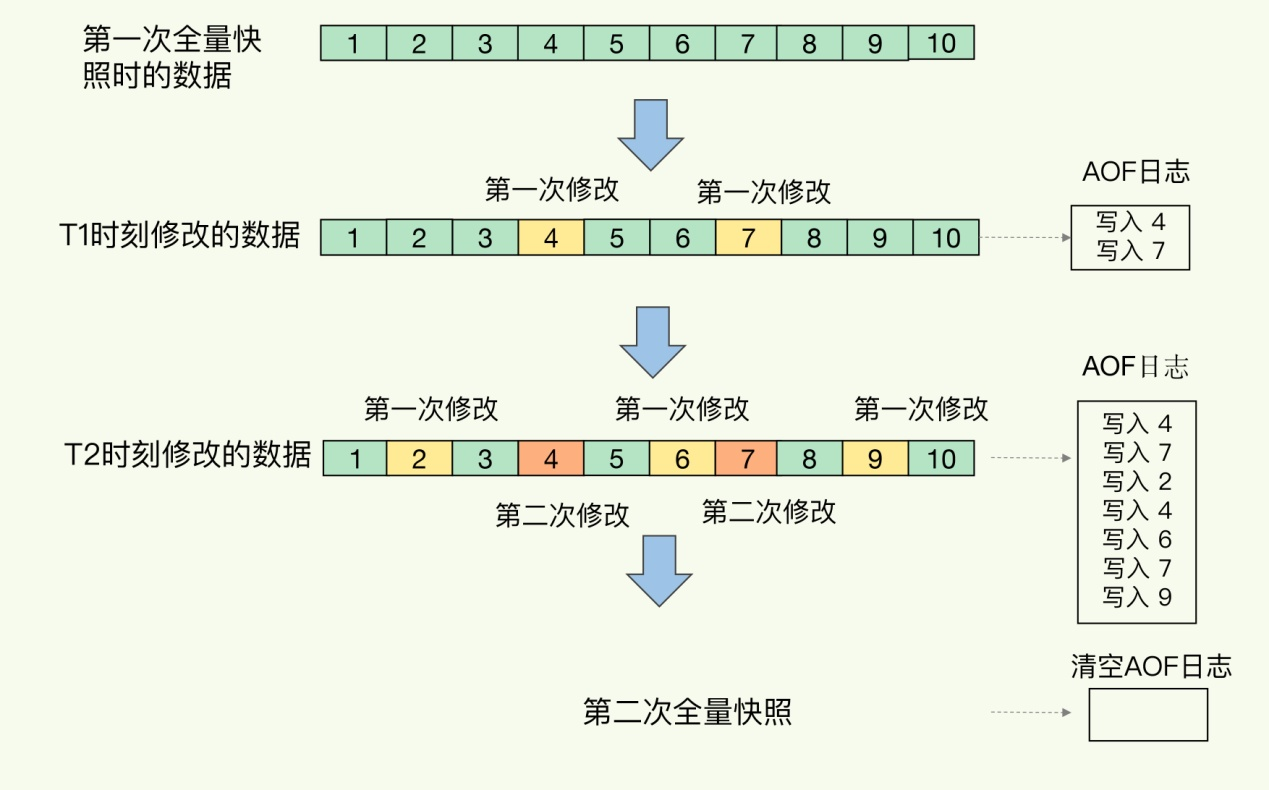 第一次全量快
照时的数据
1 2 3 4 5 6 7 8 9 10
第一次修改 第一次修改
AOF日志
T1时刻修改的数据
1 2 3 4 5 6 7 8 9 10
写入 4
写入 7
第一次修改 第一次修改 第一次修改
AOF日志
T2时刻修改的数据
1 2 3 4 5 6 7 8 9 10
第二次修改 第二次修改
写入 4
写入 7
写入 2
写入 4
写入 6
写入 7
写入 9
清空AOF日志
第二次全量快照